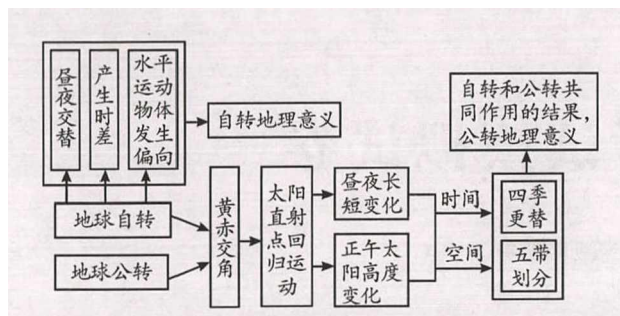 昼夜交替
产生时差
水平
运动
物体
发生
偏向
自转地理意义
自转和公转共
同作用的结果，
公转地理意义
地球自转
地球公转
黄赤交角
太阳
直射
点回
归运
动
昼夜长
短变化
正午太
阳高度
变化
时间
空间
四季
更替
五带
划分